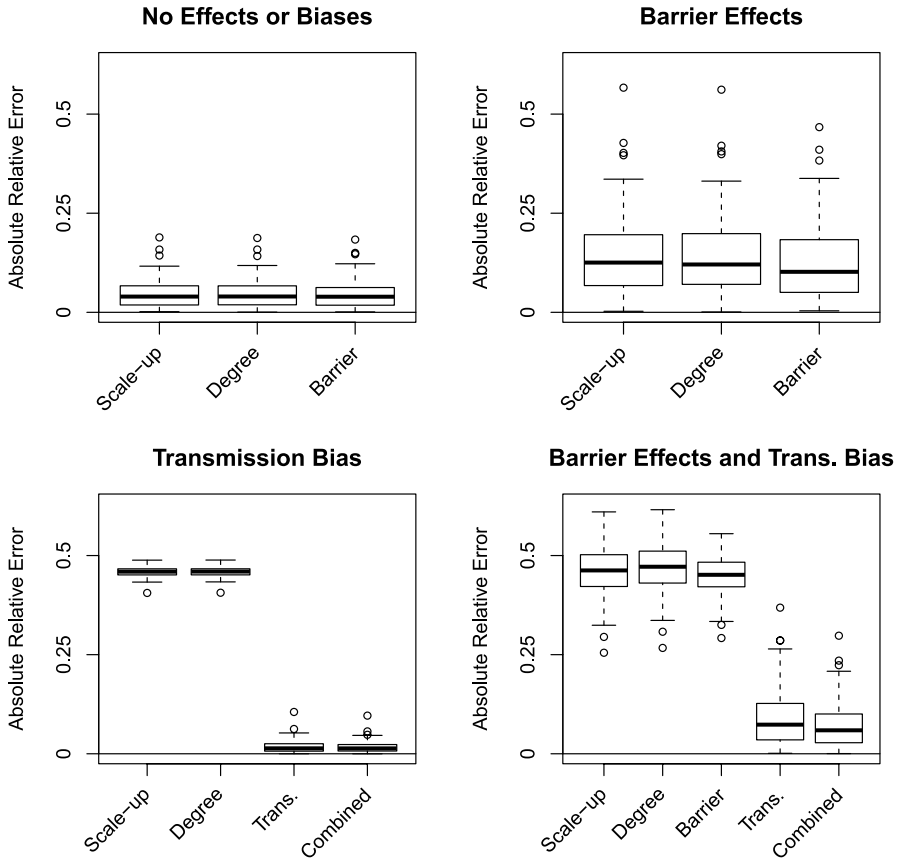 No Effects or Biases
Absolute Relative Error
0.5
0.25
0
Scale−up
Degree
Barrier
Barrier Effects
Absolute Relative Error
0.5
0.25
0
Scale−up
Degree
Barrier
Transmission Bias
Absolute Relative Error
0.5
0.25
0
Scale−up
Degree
Trans.
Combined
Barrier Effects and Trans. Bias
Absolute Relative Error
0.5
0.25
0
Scale−up
Degree
Barrier
Trans.
Combined